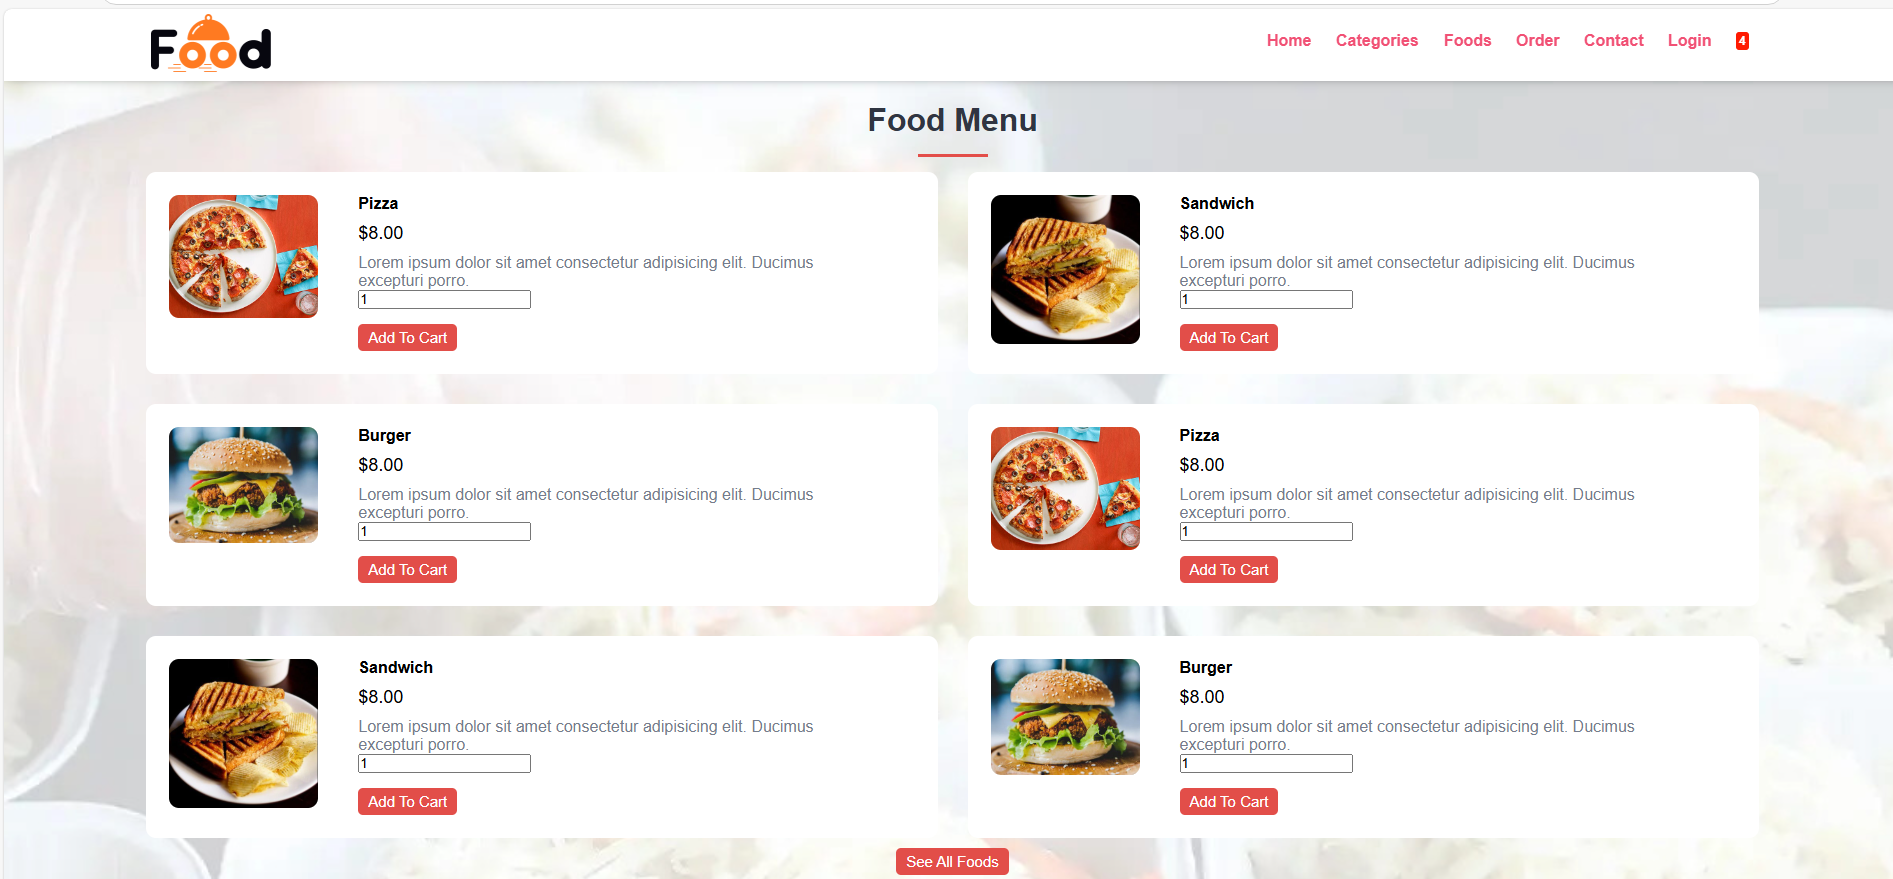 Food
Home Categories Foods Order Contact Login 4
Food Menu
Pizza
$8.00
Lorem ipsum dolor sit amet consectetur adipisicing elit. Ducimus
excepturi porro.
1
Add To Cart
Sandwich
$8.00
Lorem ipsum dolor sit amet consectetur adipisicing elit. Ducimus
excepturi porro.
1
Add To Cart
Burger
$8.00
Lorem ipsum dolor sit amet consectetur adipisicing elit. Ducimus
excepturi porro.
1
Add To Cart
Pizza
$8.00
Lorem ipsum dolor sit amet consectetur adipisicing elit. Ducimus
excepturi porro.
1
Add To Cart
Sandwich
$8.00
Lorem ipsum dolor sit amet consectetur adipisicing elit. Ducimus
excepturi porro.
1
Add To Cart
Burger
$8.00
Lorem ipsum dolor sit amet consectetur adipisicing elit. Ducimus
excepturi porro.
1
Add To Cart
See All Foods